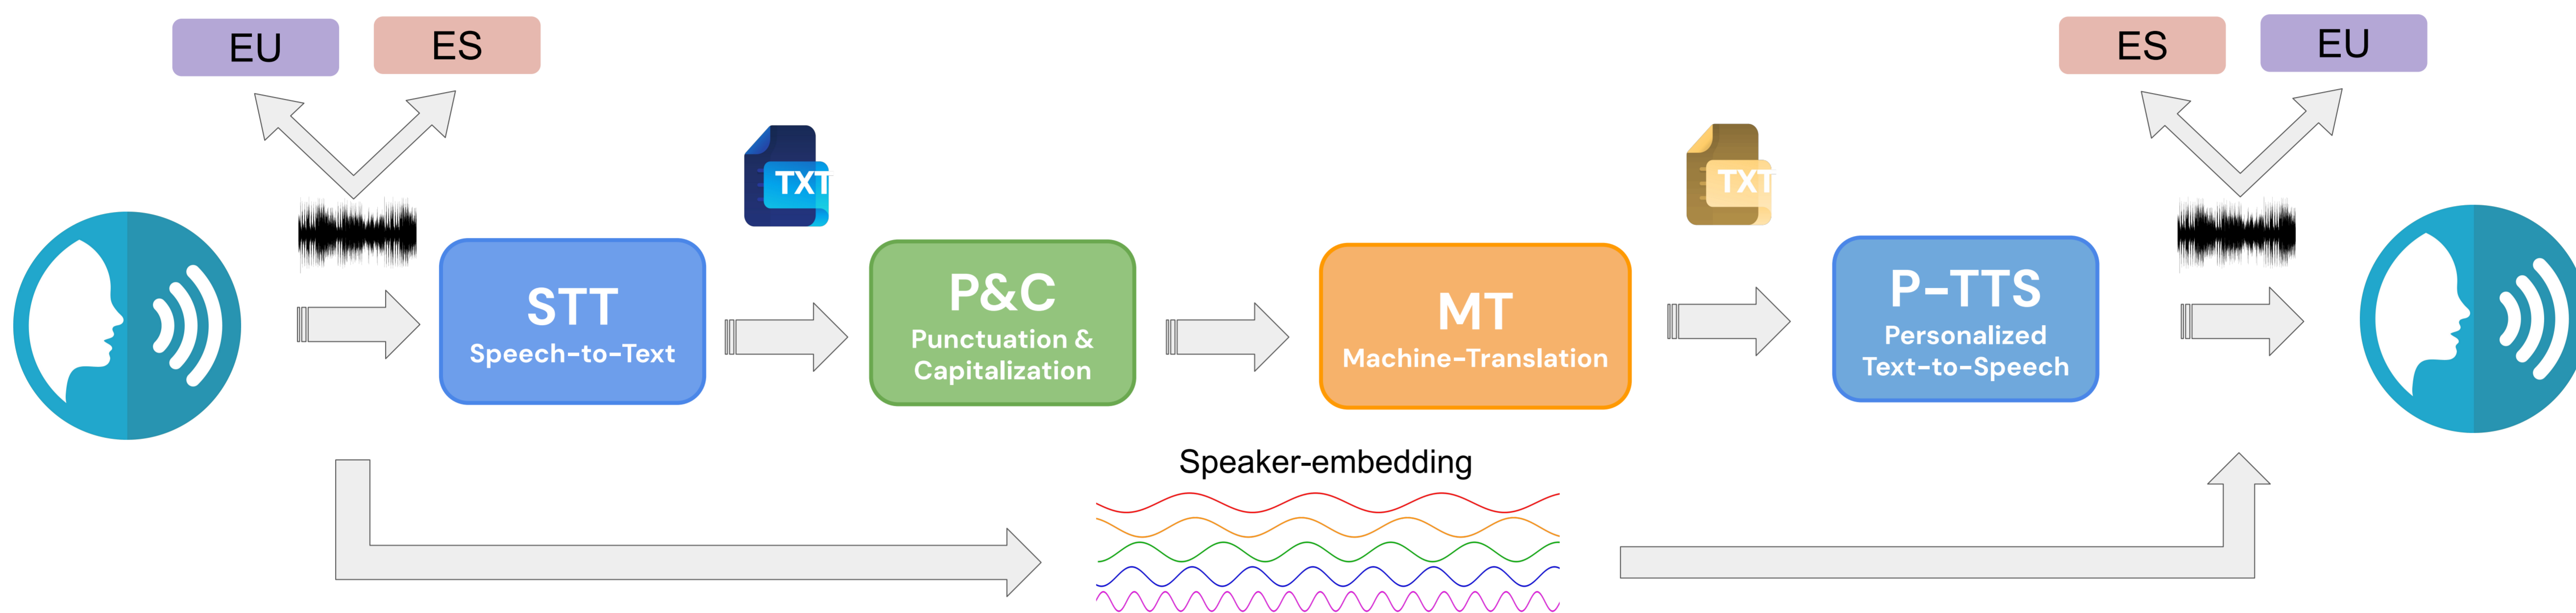 EU
ES
ES
EU
TXT
TXT
STT
Speech-to-Text
P&C
Punctuation &
Capitalization
MT
Machine-Translation
P-TTS
Personalized
Text-to-Speech
Speaker-embedding